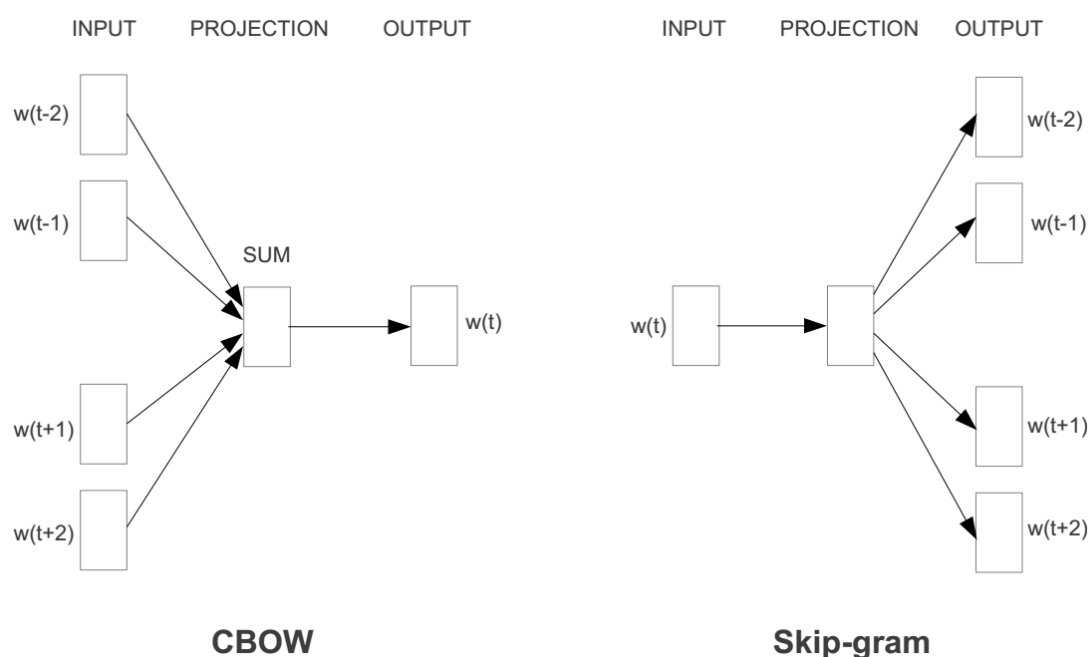 INPUT PROJECTION OUTPUT
w(t-2)
w(t-1)
SUM
w(t)
w(t+1)
w(t+2)
CBOW
INPUT PROJECTION OUTPUT
w(t-2)
w(t-1)
w(t)
w(t+1)
w(t+2)
Skip-gram